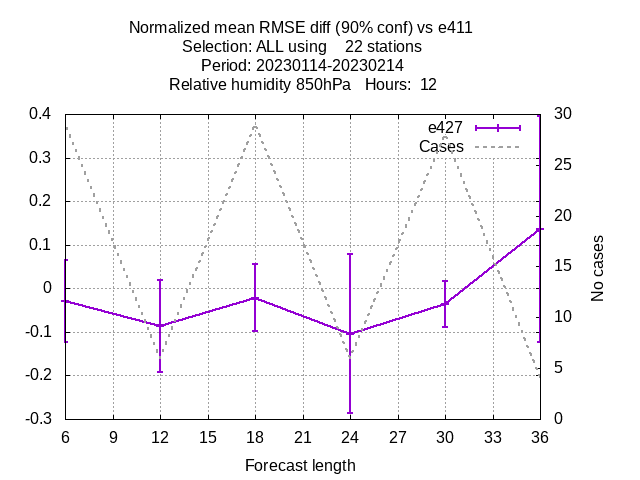 Normalized mean RMSE diff (90% conf) vs e411
Selection: ALL using    22 stations
Period: 20230114-20230214
Relative humidity 850hPa   Hours:  12
e427
Cases
0.4
0.3
0.2
0.1
0
-0.1
-0.2
-0.3
30
25
20
15
10
5
0
No cases
6 9 12 15 18 21 24 27 30 33 36
Forecast length